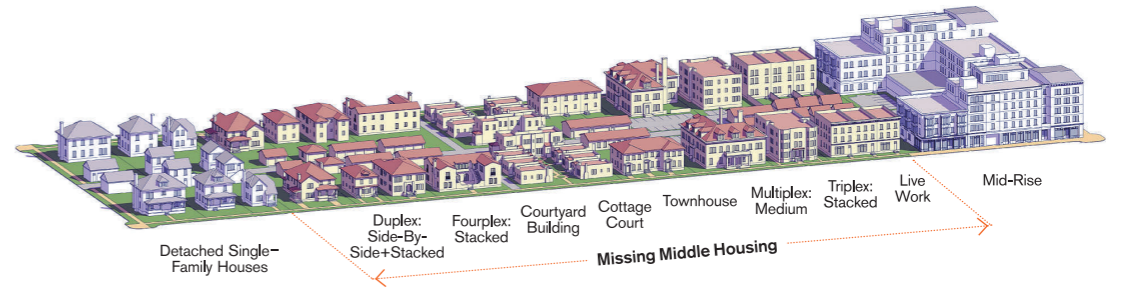 Detached Single–
Family Houses
Duplex:
Side-By-
Side+Stacked
Fourplex:
Stacked
Courtyard
Building
Cottage
Court
Townhouse
Multiplex:
Medium
Triplex:
Stacked
Live
Work
Mid-Rise
Missing Middle Housing